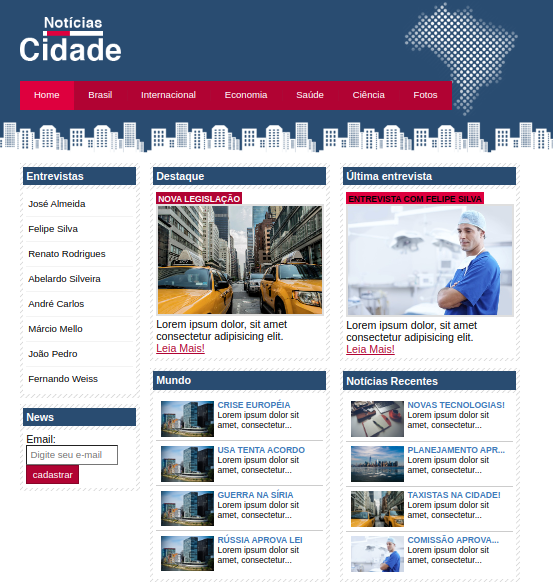 Notícias
Cidade
Home Brasil Internacional Economia Saúde Ciência Fotos
Entrevistas
José Almeida
Felipe Silva
Renato Rodrigues
Abelardo Silveira
André Carlos
Márcio Mello
João Pedro
Fernando Weiss
News
Email:
Digite seu e-mail
cadastrar
Destaque
NOVA LEGISLAÇÃO
Lorem ipsum dolor, sit amet
consectetur adipisicing elit.
Leia Mais!
Mundo
CRISE EUROPÉIA
Lorem ipsum dolor sit
amet, consectetur...
USA TENTA ACORDO
Lorem ipsum dolor sit
amet, consectetur...
GUERRA NA SÍRIA
Lorem ipsum dolor sit
amet, consectetur...
RÚSSIA APROVA LEI
Lorem ipsum dolor sit
amet, consectetur...
Última entrevista
ENTREVISTA COM FELIPE SILVA
Lorem ipsum dolor, sit amet
consectetur adipisicing elit.
Leia Mais!
Notícias Recentes
NOVAS TECNOLOGIAS!
Lorem ipsum dolor sit
amet, consectetur...
PLANEJAMENTO APR...
Lorem ipsum dolor sit
amet, consectetur...
TAXISTAS NA CIDADE!
Lorem ipsum dolor sit
amet, consectetur...
COMISSÃO APROVA...
Lorem ipsum dolor sit
amet, consectetur...